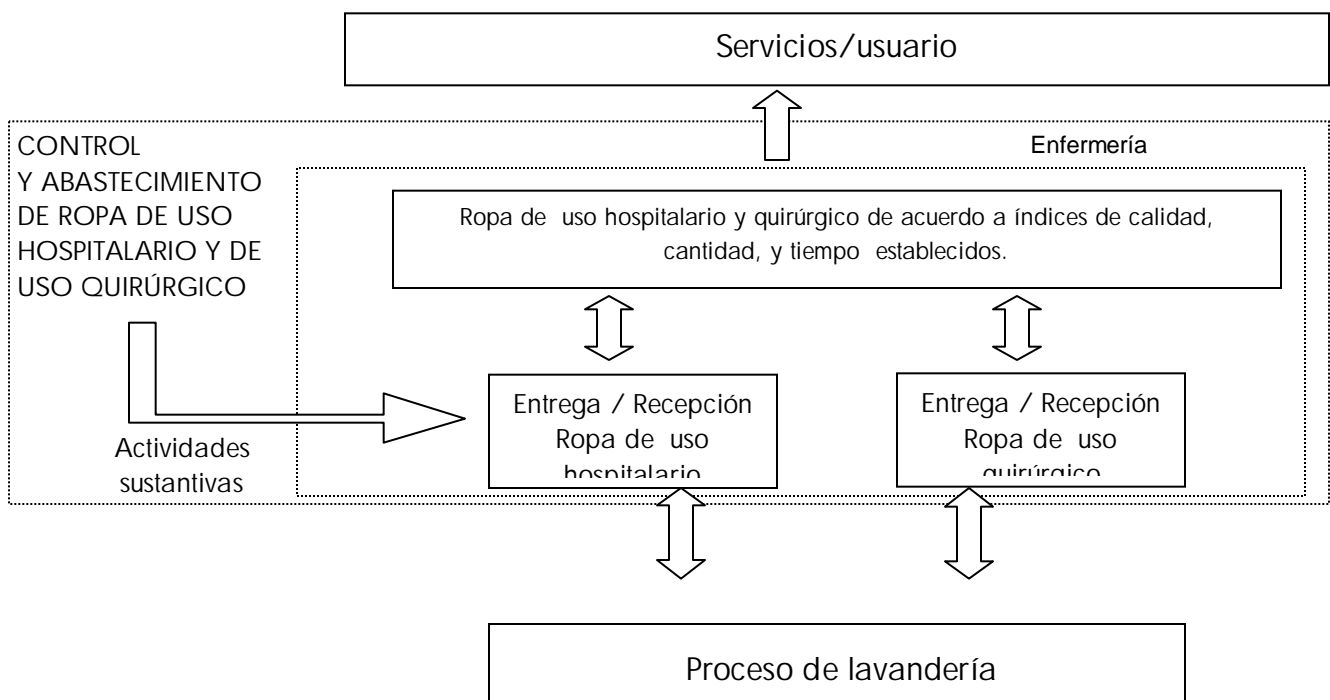 Servicios/usuario
CONTROL
Y ABASTECIMIENTO
DE ROPA DE USO
HOSPITALARIO Y DE
USO QUIRÚRGICO
Enfermería
Ropa de uso hospitalario y quirúrgico de acuerdo a índices de calidad,
cantidad, y tiempo establecidos.
Entrega / Recepción
Ropa de uso
hospitalario
Entrega / Recepción
Ropa de uso
quirúrgico
Actividades
sustantivas
Proceso de lavandería